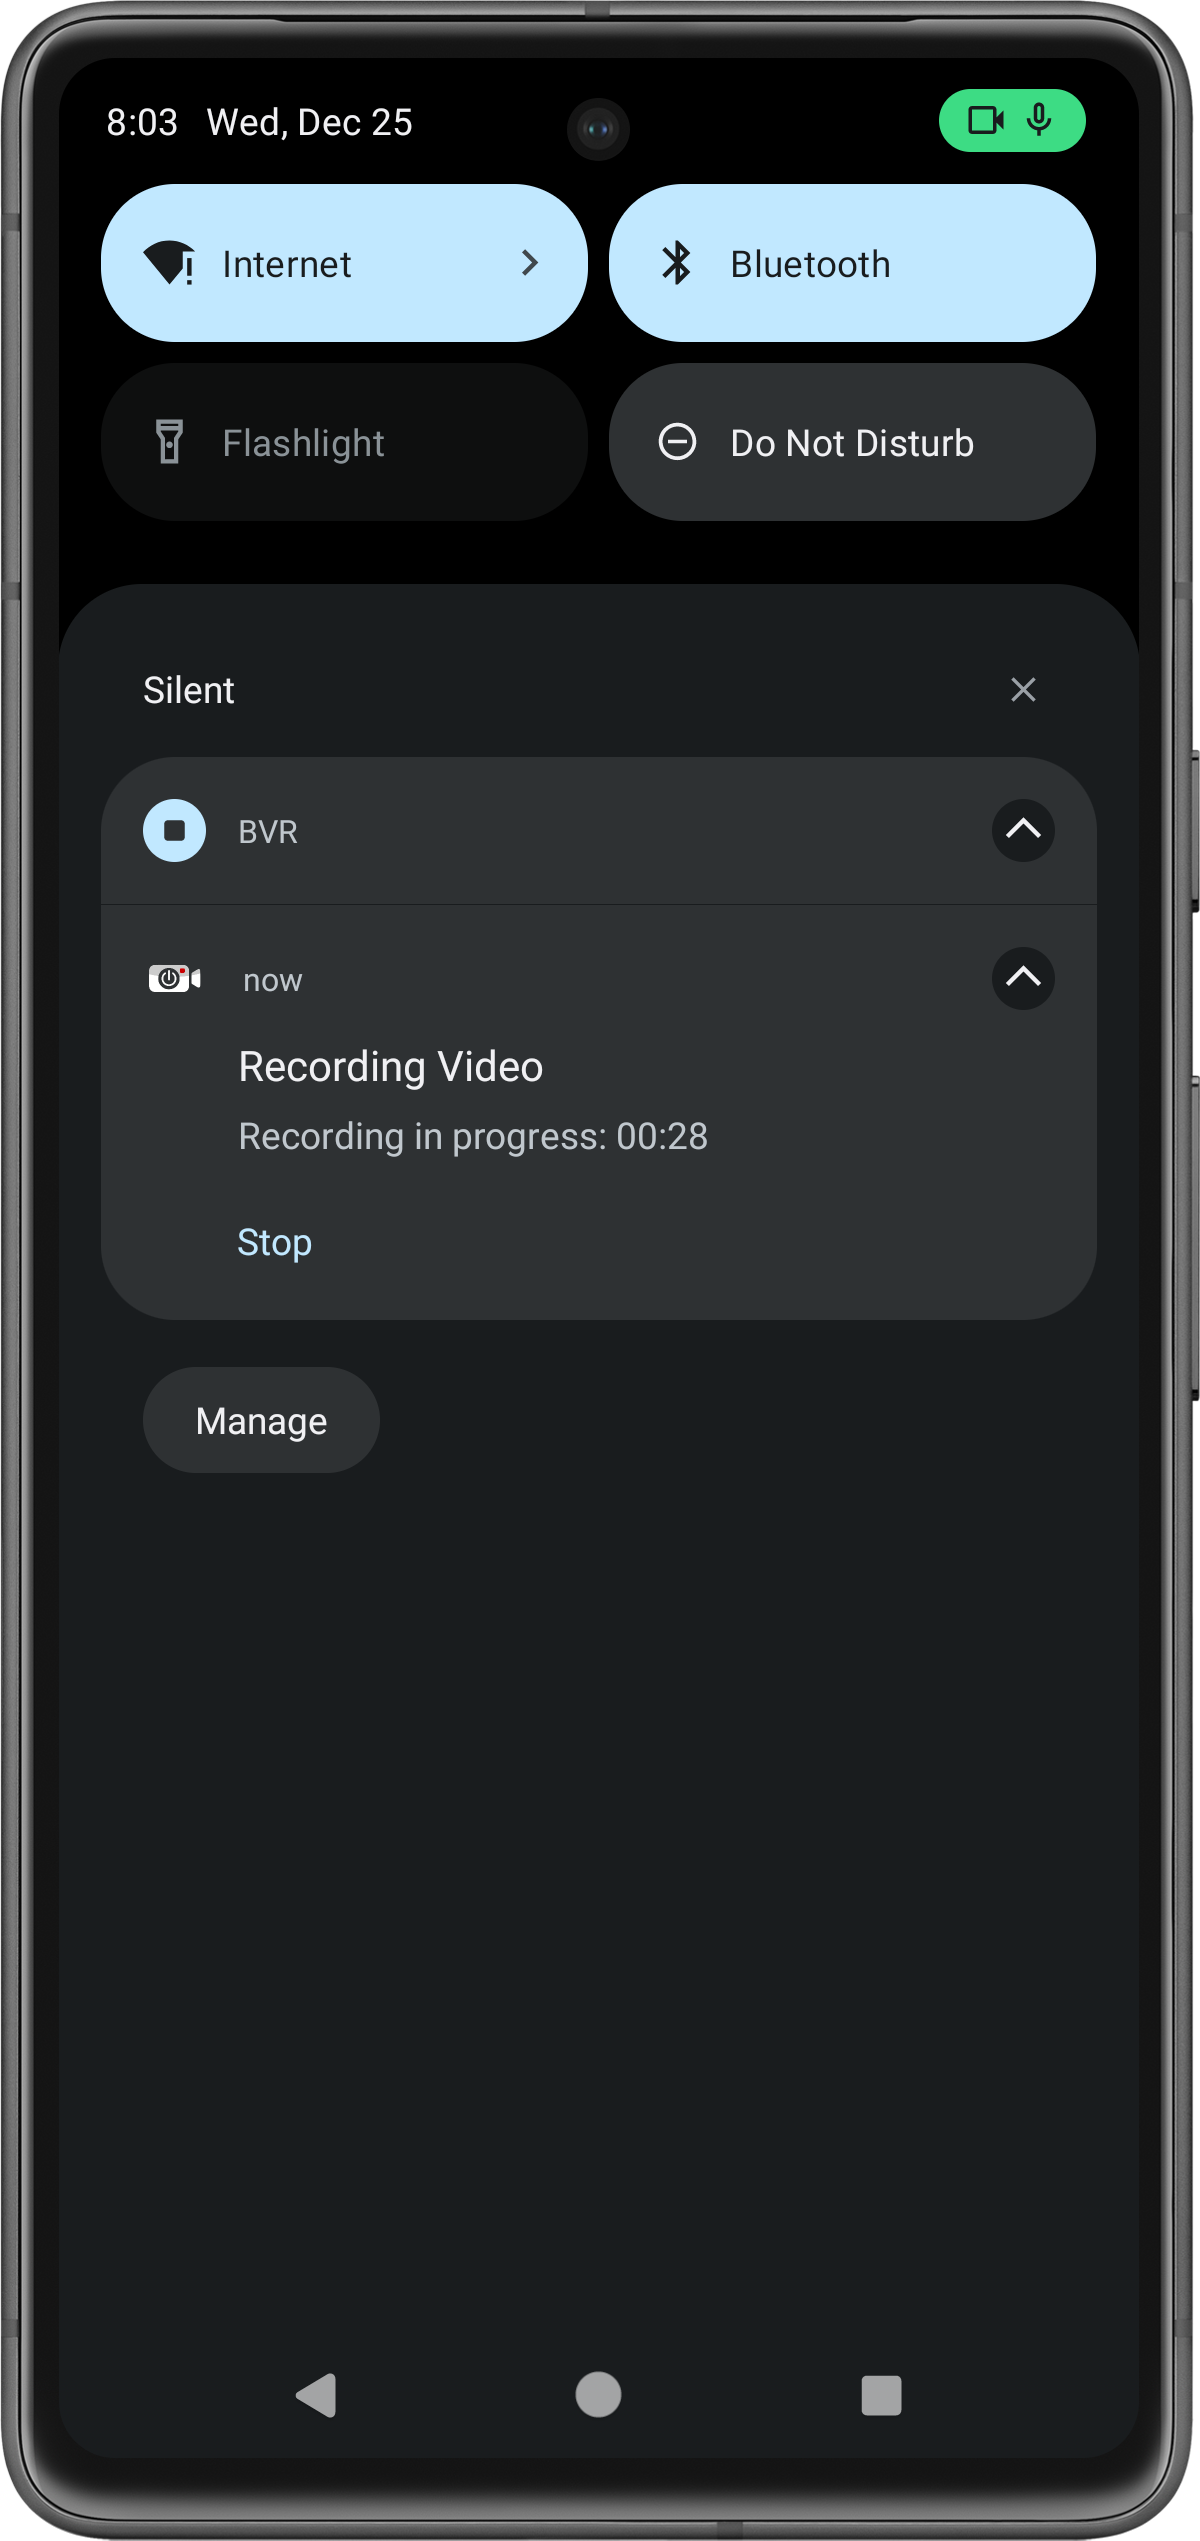 8:03 Wed, Dec 25
Internet
Bluetooth
Flashlight
Do Not Disturb
Silent
BVR
now
Recording Video
Recording in progress: 00:28
Stop
Manage